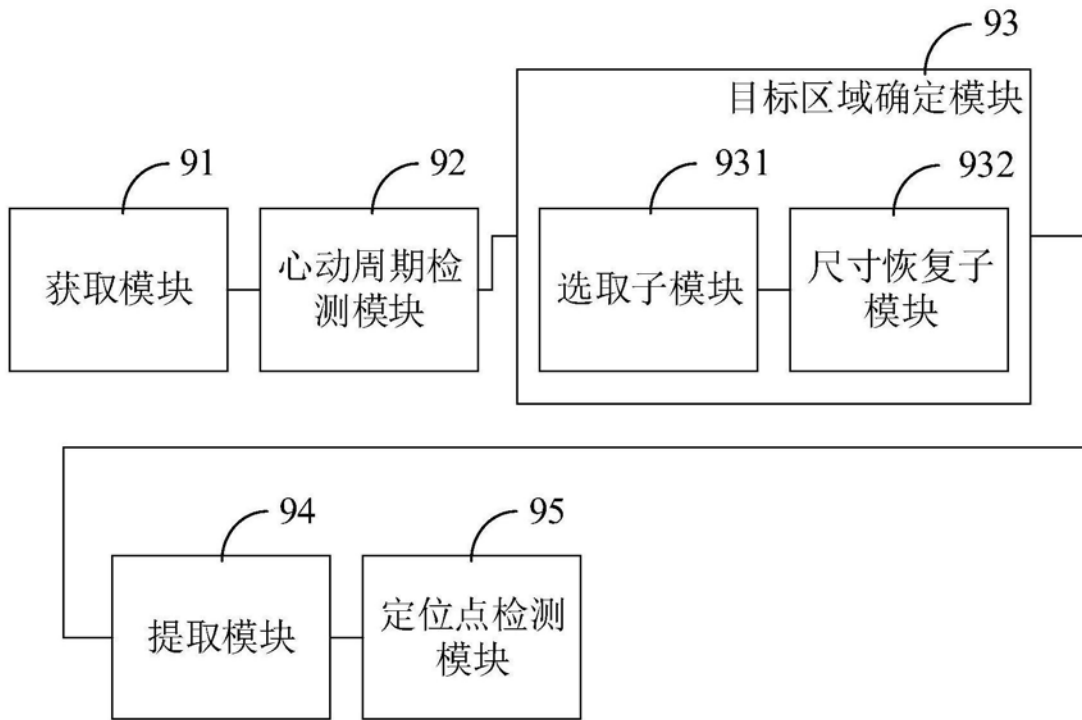 93
目标区域确定模块
91
92
931
932
获取模块
心动周期检
测模块
选取子模块
尺寸恢复子
模块
94
95
提取模块
定位点检测
模块